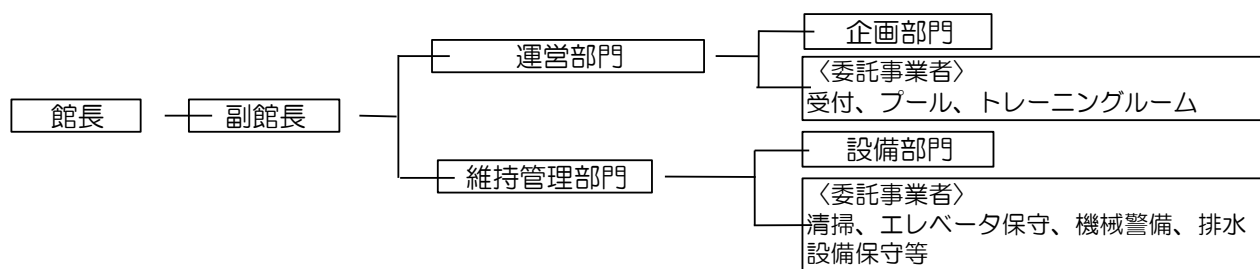 館長
副館長
運営部門
企画部門
〈委託事業者〉
受付、プール、トレーニングルーム
維持管理部門
設備部門
〈委託事業者〉
清掃、エレベータ保守、機械警備、排水
設備保守等